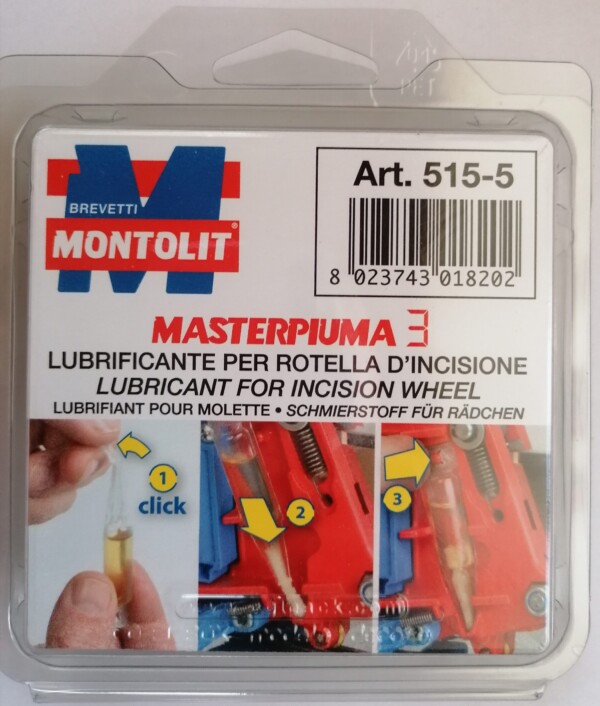 BREVETTI
MONTOLIT®
Art. 515-5
8 023743 018202
MASTERPIUMA 3
LUBRIFICANTE PER ROTELLA D'INCISIONE
LUBRICANT FOR INCISION WHEEL
LUBRIFIANT POUR MOLETTE • SCHMIERSTOFF FÜR RÄDCHEN
1
click
2
3